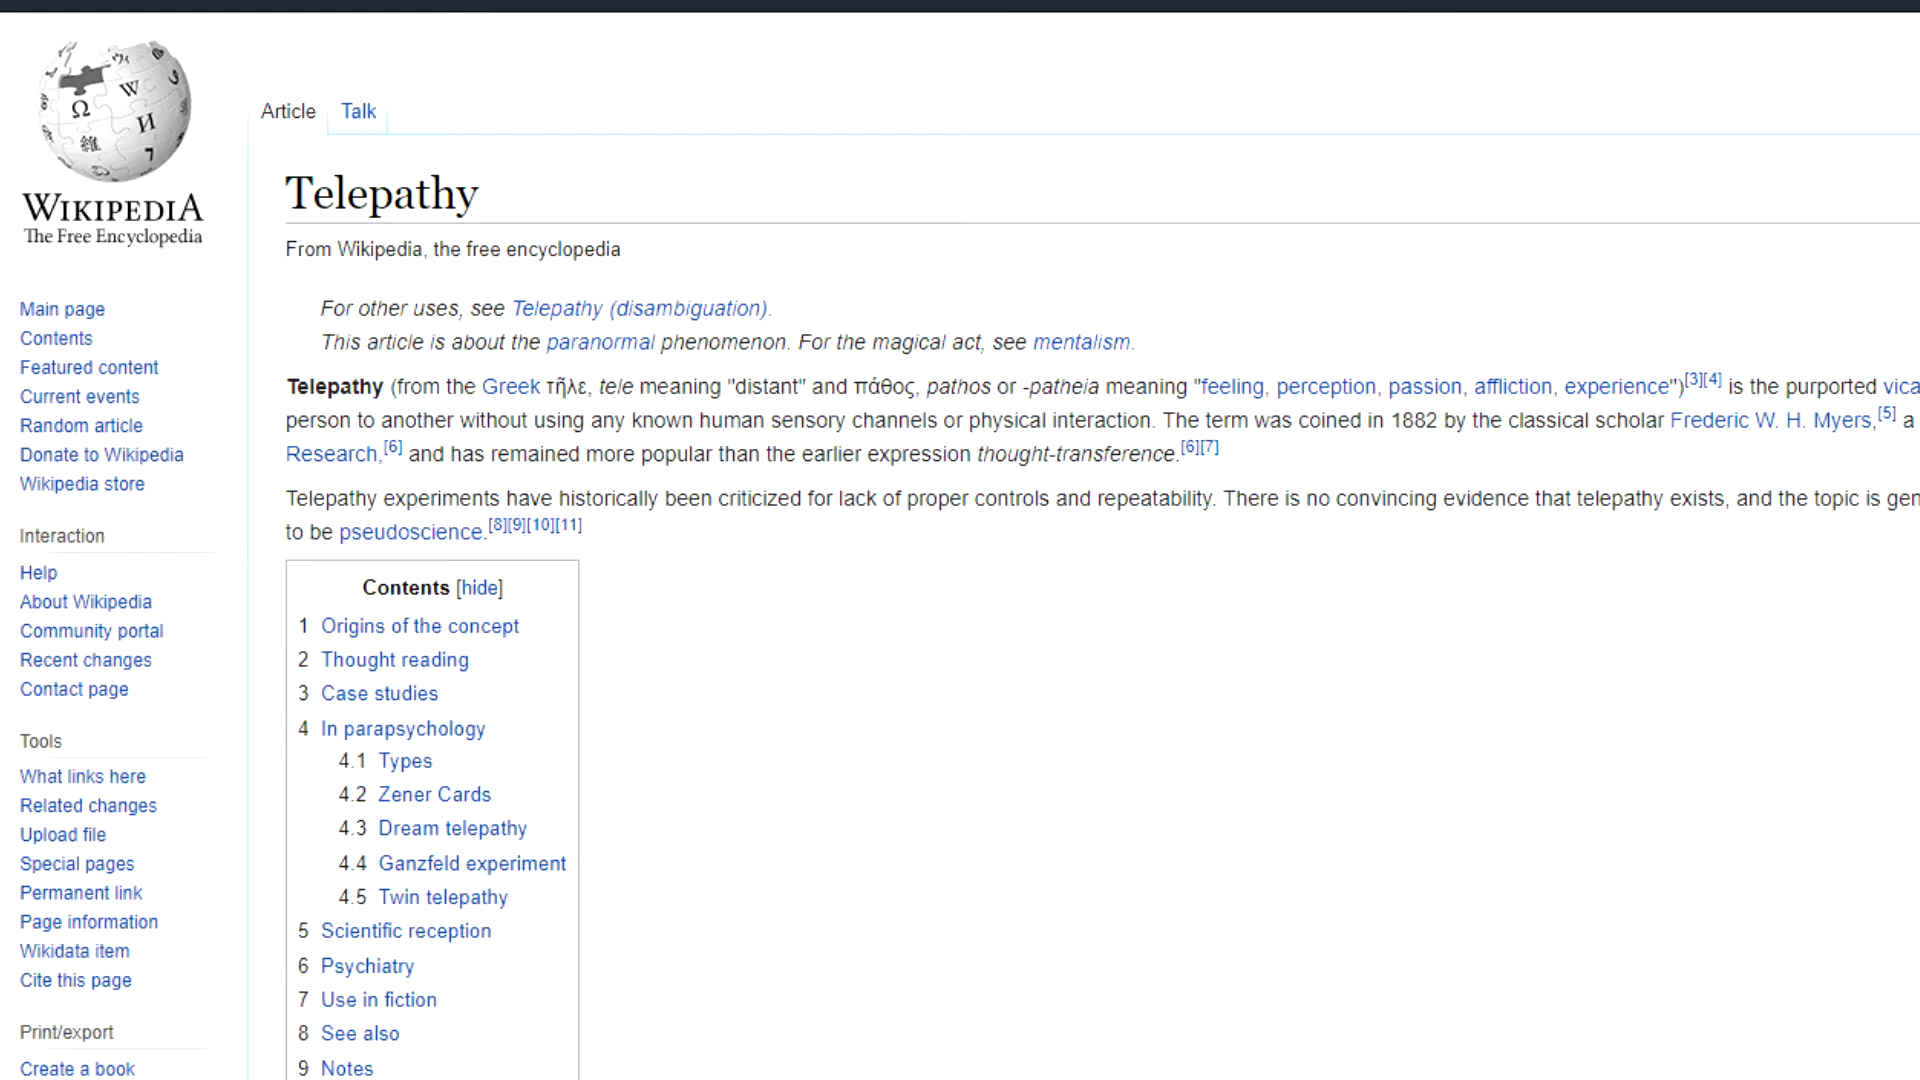 WIKIPEDIA
The Free Encyclopedia
Main page
Contents
Featured content
Current events
Random article
Donate to Wikipedia
Wikipedia store
Interaction
Help
About Wikipedia
Community portal
Recent changes
Contact page
Tools
What links here
Related changes
Upload file
Special pages
Permanent link
Page information
Wikidata item
Cite this page
Print/export
Create a book
Article Talk
Telepathy
From Wikipedia, the free encyclopedia
For other uses, see Telepathy (disambiguation).
This article is about the paranormal phenomenon. For the magical act, see mentalism.
Telepathy (from the Greek τῆλε, tele meaning "distant" and πάθος, pathos or -patheia meaning "feeling, perception, passion, affliction, experience")[3][4] is the purported
person to another without using any known human sensory channels or physical interaction. The term was coined in 1882 by the classical scholar Frederic W. H. Myers,[5] a
Research,[6] and has remained more popular than the earlier expression thought-transference.[6][7]
Telepathy experiments have historically been criticized for lack of proper controls and repeatability. There is no convincing evidence that telepathy exists, and the topic is
to be pseudoscience.[8][9][10][11]
Contents [hide]
1 Origins of the concept
2 Thought reading
3 Case studies
4 In parapsychology
4.1 Types
4.2 Zener Cards
4.3 Dream telepathy
4.4 Ganzfeld experiment
4.5 Twin telepathy
5 Scientific reception
6 Psychiatry
7 Use in fiction
8 See also
9 Notes